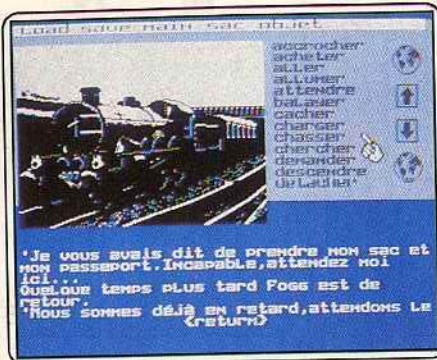 Load save main sac objet
accrocher
acheter
aller
allumer
attendre
balayer
cacher
charger
chasser
chercher
demander
descendre
detacher
"Je vous avais dit de prendre mon sac et
mon passeport.Incapable,attendez moi
ici...
Quelque temps plus tard Fogg est de
retour.
"Nous sommes déjà en retard,attendons Le
<return>